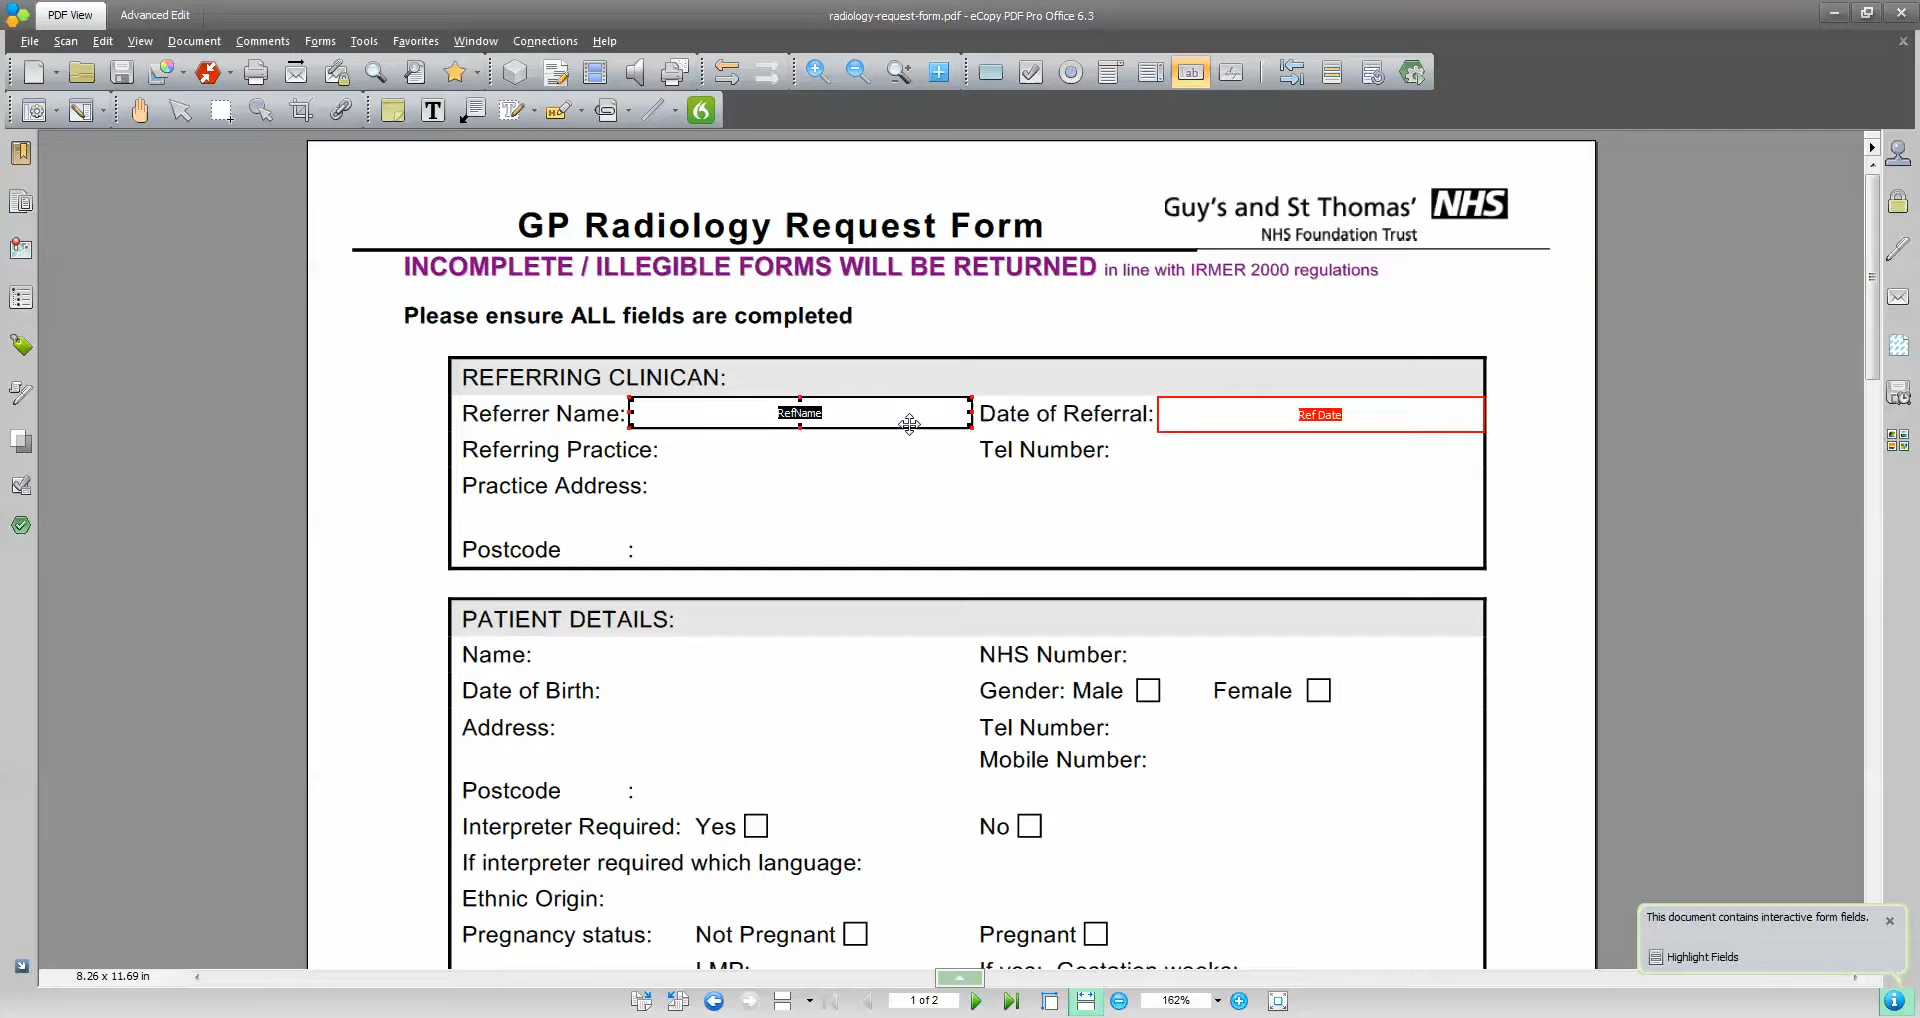 PDF View
Advanced Edit
radiology-request-form.pdf - eCopy PDF Pro Office 6.3
File Scan Edit View Document Comments Forms Tools Favorites Window Connections Help
GP Radiology Request Form
Guy's and St Thomas' NHS
NHS Foundation Trust
INCOMPLETE / ILLEGIBLE FORMS WILL BE RETURNED in line with IRMER 2000 regulations
Please ensure ALL fields are completed
REFERRING CLINICAN:
Referrer Name: RefName Date of Referral: RefDate
Referring Practice: Tel Number:
Practice Address:
Postcode :
PATIENT DETAILS:
Name: NHS Number:
Date of Birth: Gender: Male Female
Address: Tel Number:
Mobile Number:
Postcode :
Interpreter Required: Yes No
If interpreter required which language:
Ethnic Origin:
Pregnancy status: Not Pregnant Pregnant
LMP: If yes: Gestation weeks:
This document contains interactive form fields.
Highlight Fields
8.26 x 11.69 in
1 of 2
162%